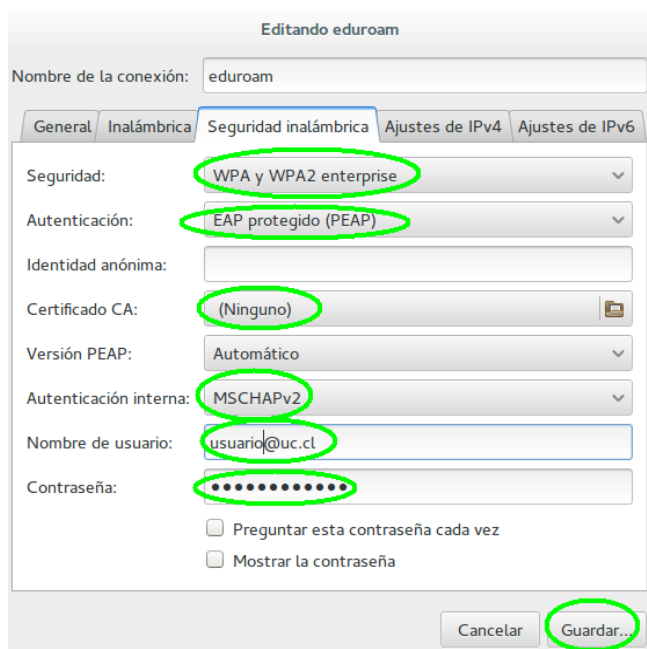 Editando eduroam
Nombre de la conexión: eduroam
General Inalámbrica Seguridad inalámbrica Ajustes de IPv4 Ajustes de IPv6
Seguridad: WPA y WPA2 enterprise
Autenticación: EAP protegido (PEAP)
Identidad anónima:
Certificado CA: (Ninguno)
Versión PEAP: Automático
Autenticación interna: MSCHAPv2
Nombre de usuario: usuario@uc.cl
Contraseña: ••••••••••••
Preguntar esta contraseña cada vez
Mostrar la contraseña
Cancelar Guardar...